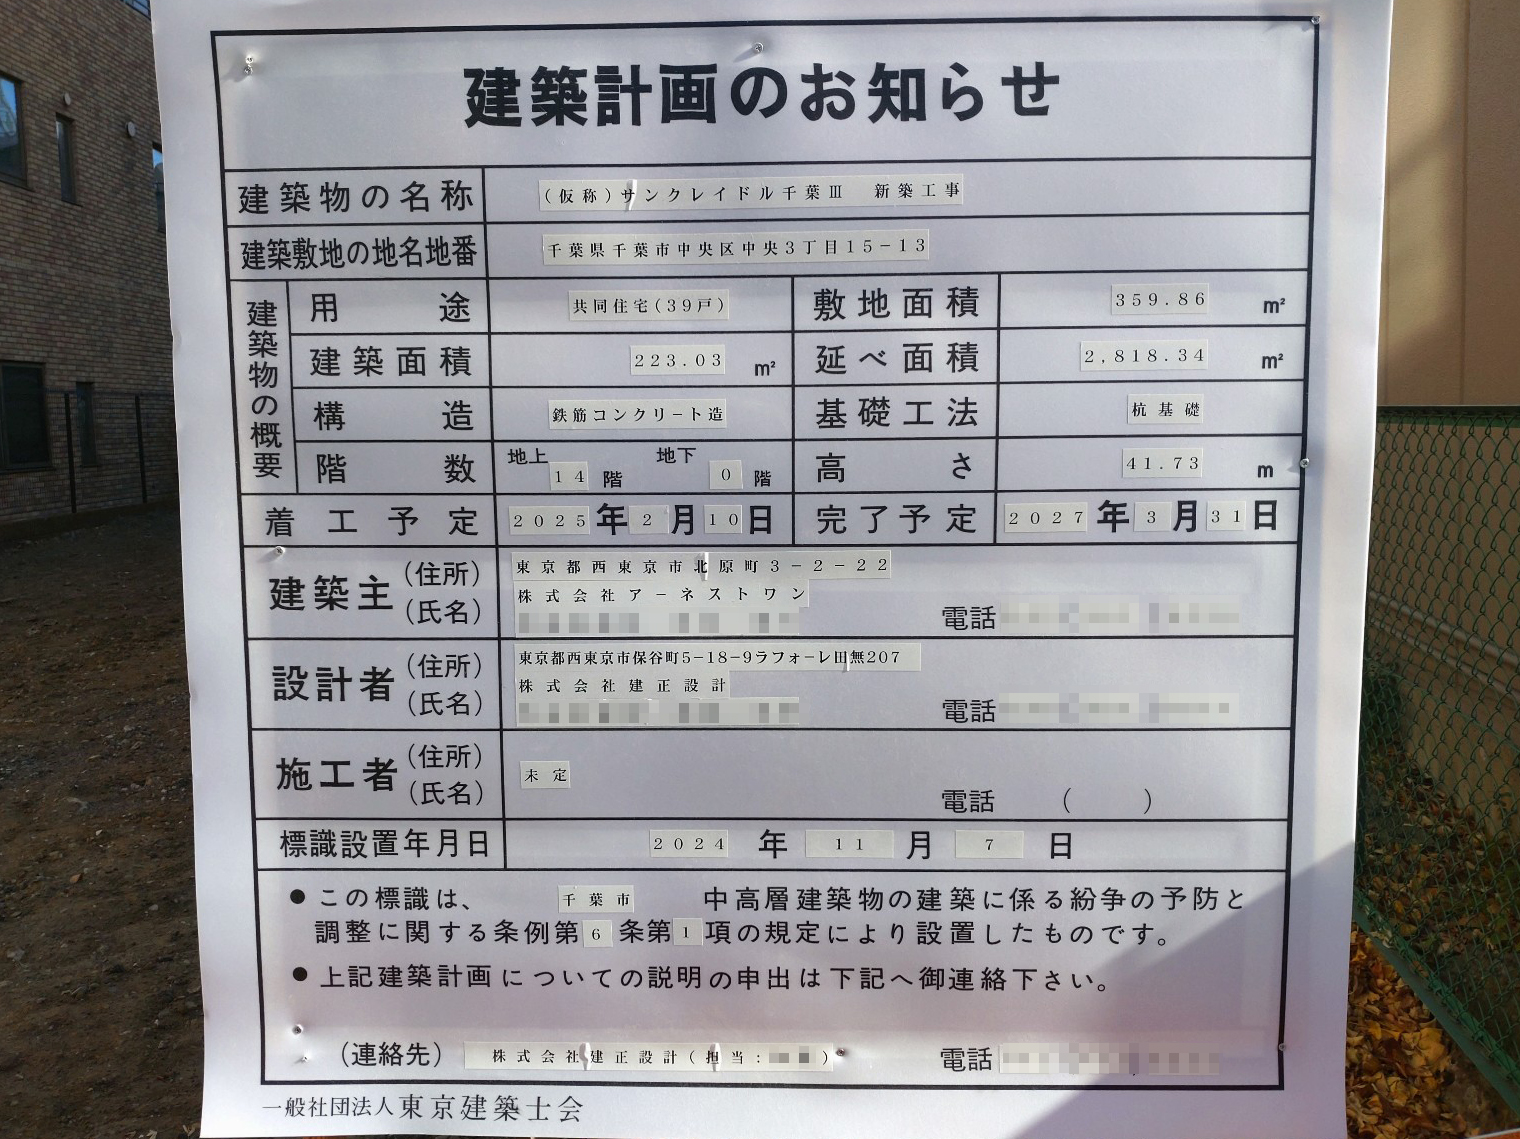 建築計画のお知らせ
建築物の名称 (仮称)サンクレイドル千葉Ⅲ 新築工事
建築敷地の地名地番 千葉県千葉市中央区中央3丁目15-13
建築物の概要
用途 共同住宅(39戸) 敷地面積 359.86 m²
建築面積 223.03 m² 延べ面積 2,818.34 m²
構造 鉄筋コンクリート造 基礎工法 杭基礎
階数 地上 14 階 地下 0 階 高さ 41.73 m
着工予定 2025年2月10日 完了予定 2027年3月31日
建築主 (住所) 東京都西東京市北原町3-2-22
(氏名) 株式会社アーネストワン
電話
設計者 (住所) 東京都西東京市保谷町5-18-9ラフォーレ田無207
(氏名) 株式会社建正設計
電話
施工者 (住所) 未定
(氏名) 電話 ( )
標識設置年月日 2024 年 11 月 7 日
●この標識は、 千葉市 中高層建築物の建築に係る紛争の予防と
調整に関する条例第6条第1項の規定により設置したものです。
●上記建築計画についての説明の申出は下記へ御連絡下さい。
(連絡先) 株式会社建正設計(担当: ) 電話
一般社団法人東京建築士会